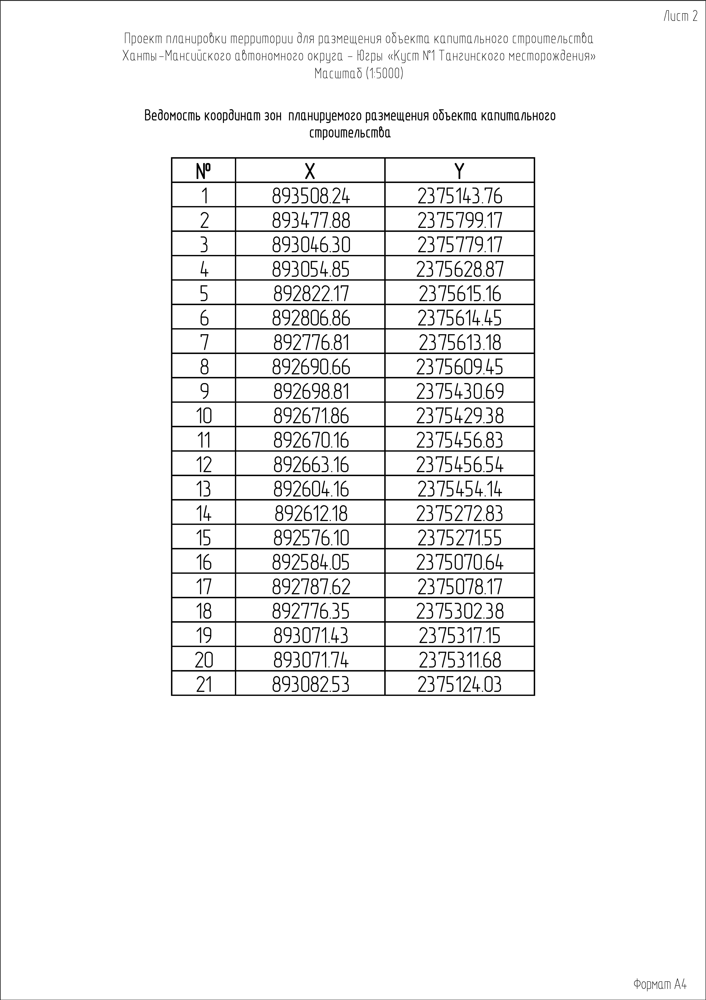 Лист 2
Проект планировки территории для размещения объекта капитального строительства
Ханты-Мансийского автономного округа - Югры «Куст №1 Тангинского месторождения»
Масштаб (1:5000)
Ведомость координат зон планируемого размещения объекта капитального
строительства
№ X Y
1 893508.24 2375143.76
2 893477.88 2375799.17
3 893046.30 2375779.17
4 893054.85 2375628.87
5 892822.17 2375615.16
6 892806.86 2375614.45
7 892776.81 2375613.18
8 892690.66 2375609.45
9 892698.81 2375430.69
10 892671.86 2375429.38
11 892670.16 2375456.83
12 892663.16 2375456.54
13 892604.16 2375454.14
14 892612.18 2375272.83
15 892576.10 2375271.55
16 892584.05 2375070.64
17 892787.62 2375078.17
18 892776.35 2375302.38
19 893071.43 2375317.15
20 893071.74 2375311.68
21 893082.53 2375124.03
Формат А4